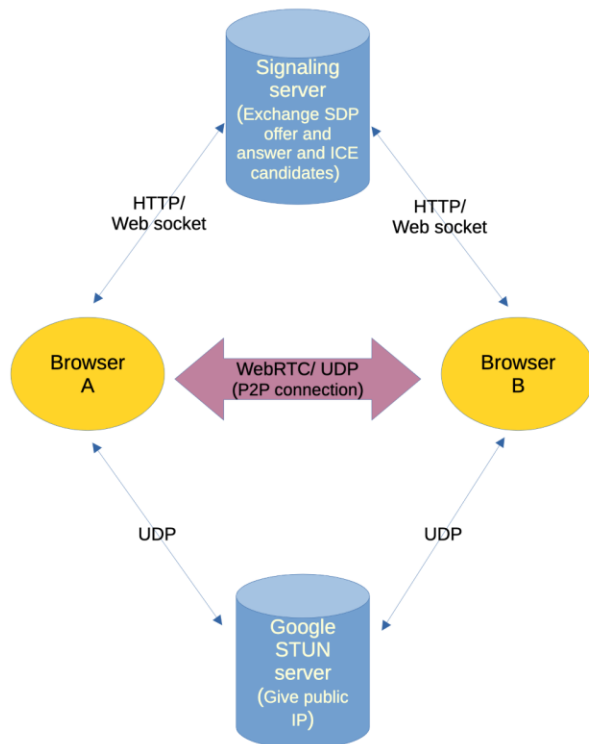 Signaling
server
(Exchange SDP
offer and
answer and ICE
candidates)
HTTP/
Web socket
HTTP/
Web socket
Browser
A
WebRTC/ UDP
(P2P connection)
Browser
B
UDP
UDP
Google
STUN
server
(Give public
IP)